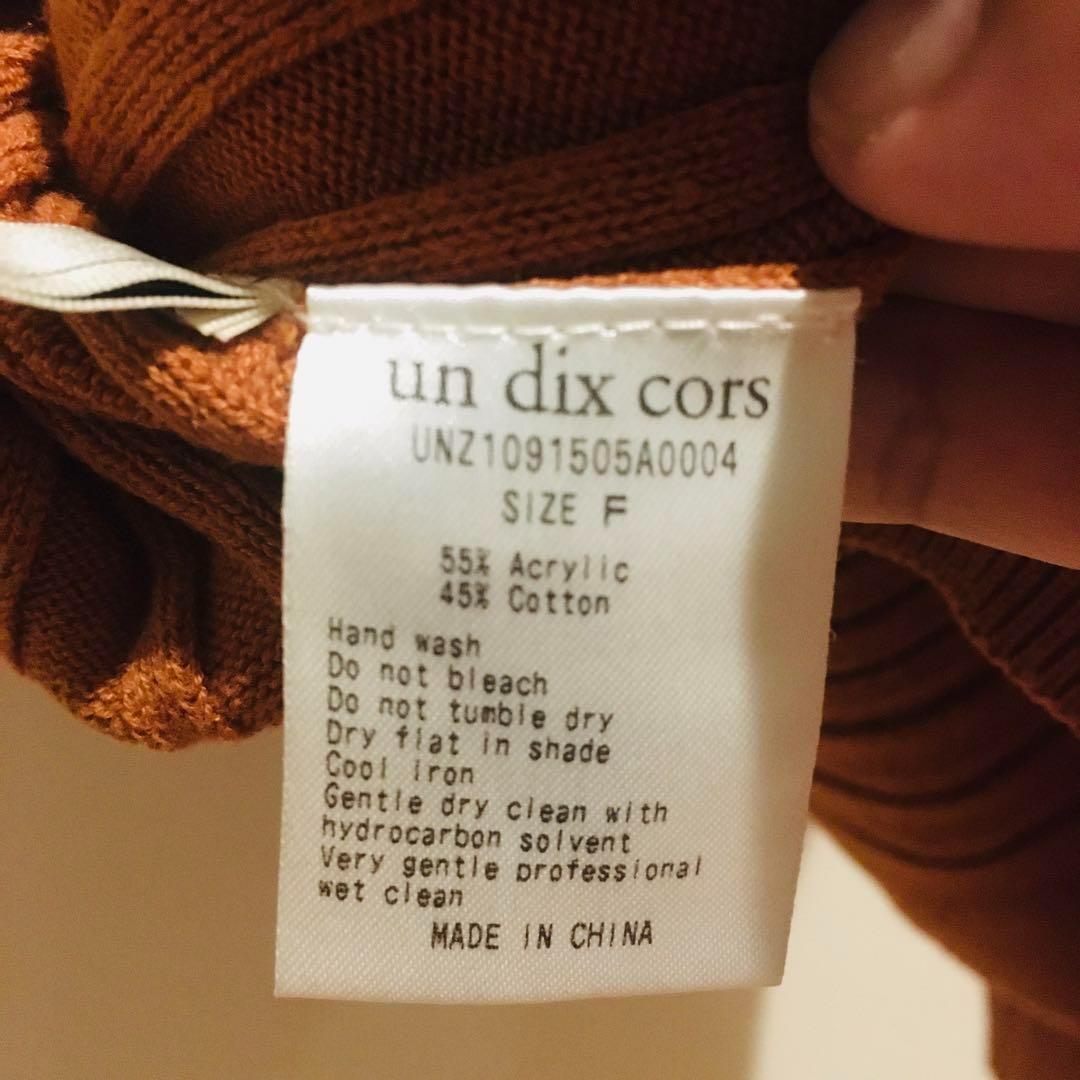 un dix cors
UNZ1091505A0004
SIZE F
55% Acrylic
45% Cotton
Hand wash
Do not bleach
Do not tumble dry
Dry flat in shade
Cool iron
Gentle dry clean with
hydrocarbon solvent
Very gentle professional
wet clean
MADE IN CHINA